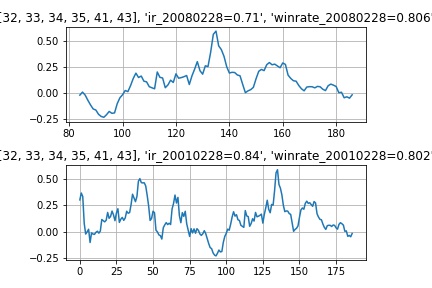 [32, 33, 34, 35, 41, 43], 'ir_20080228=0.71', 'winrate_20080228=0.806'
0.50
0.25
0.00
−0.25
80 100 120 140 160 180
[32, 33, 34, 35, 41, 43], 'ir_20010228=0.84', 'winrate_20010228=0.802'
0.50
0.25
0.00
−0.25
0 25 50 75 100 125 150 175